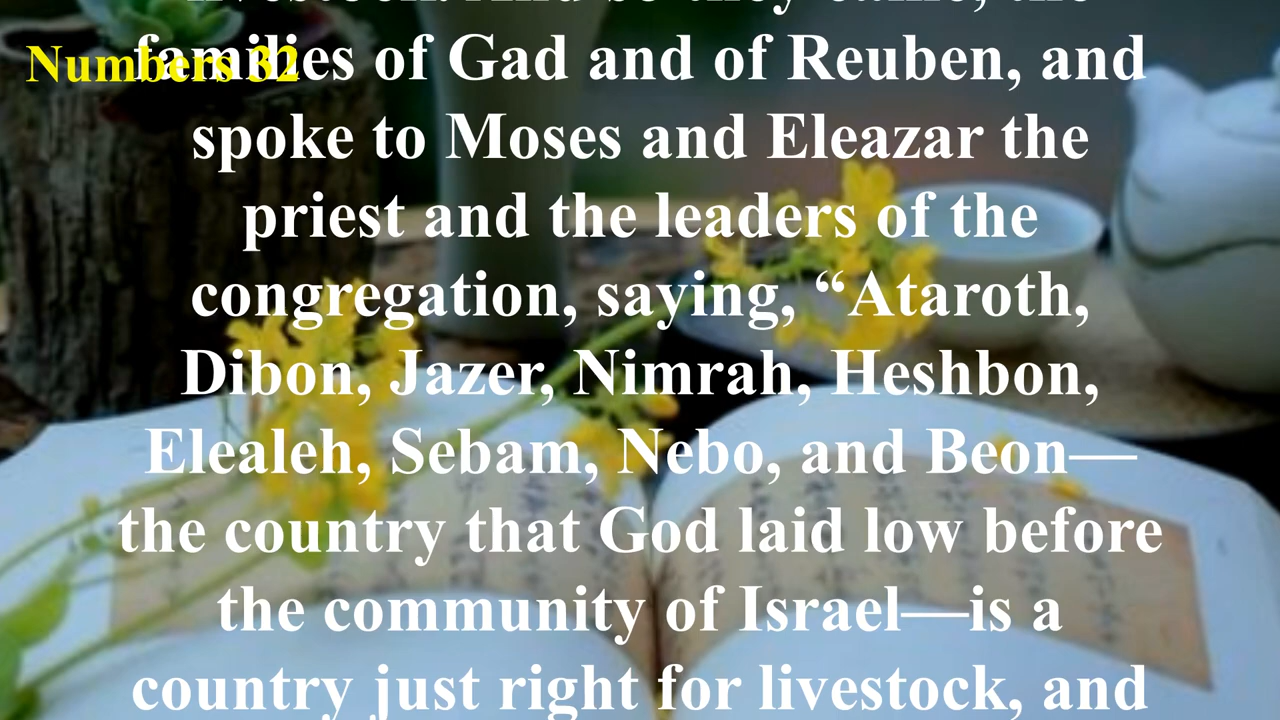 Numbers 32
families of Gad and of Reuben, and
spoke to Moses and Eleazar the
priest and the leaders of the
congregation, saying, “Ataroth,
Dibon, Jazer, Nimrah, Heshbon,
Elealeh, Sebam, Nebo, and Beon—
the country that God laid low before
the community of Israel—is a
country just right for livestock, and